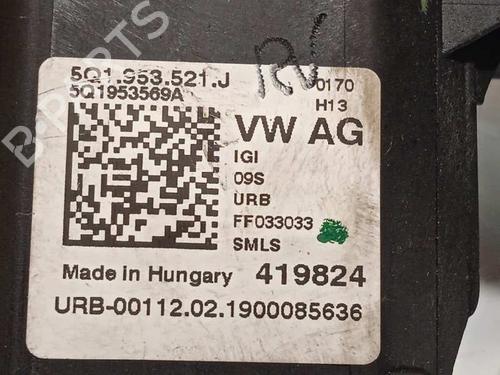 5Q1.953.521.J
5Q1953569A
0170
H13
VW AG
IGI
09S
URB
FF033033
SMLS
Made in Hungary 419824
URB-00112.02.1900085636
B-PARTS